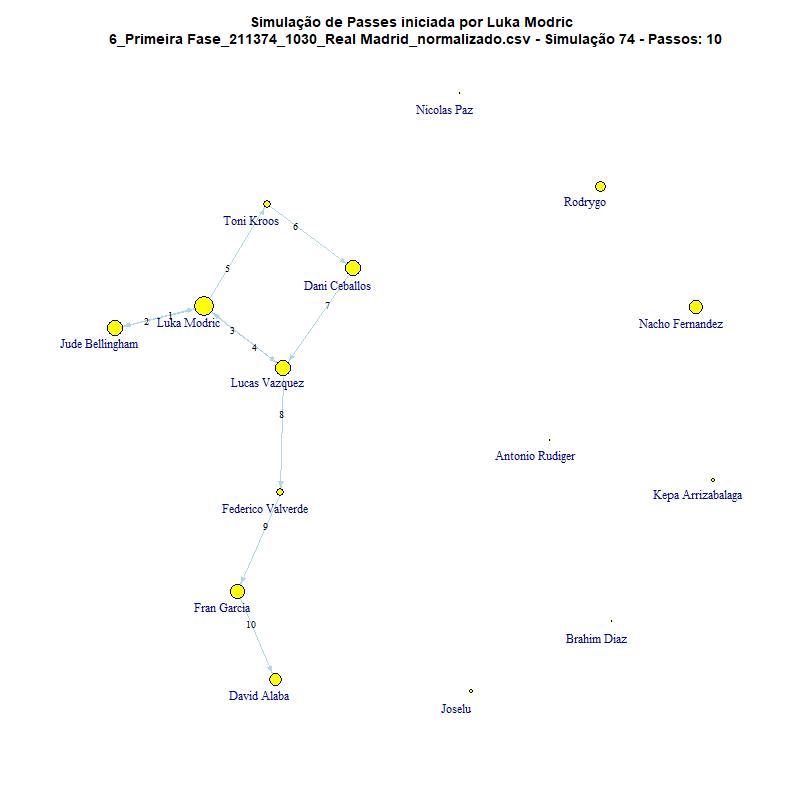 Simulação de Passes iniciada por Luka Modric
6_Primeira Fase_211374_1030_Real Madrid_normalizado.csv - Simulação 74 - Passos: 10
Nicolas Paz
Rodrygo
Toni Kroos
6
5
Dani Ceballos
7
Luka Modric
1
2
3
4
Nacho Fernandez
Jude Bellingham
Lucas Vazquez
8
Antonio Rudiger
Kepa Arrizabalaga
Federico Valverde
9
Fran Garcia
10
Brahim Diaz
David Alaba
Joselu